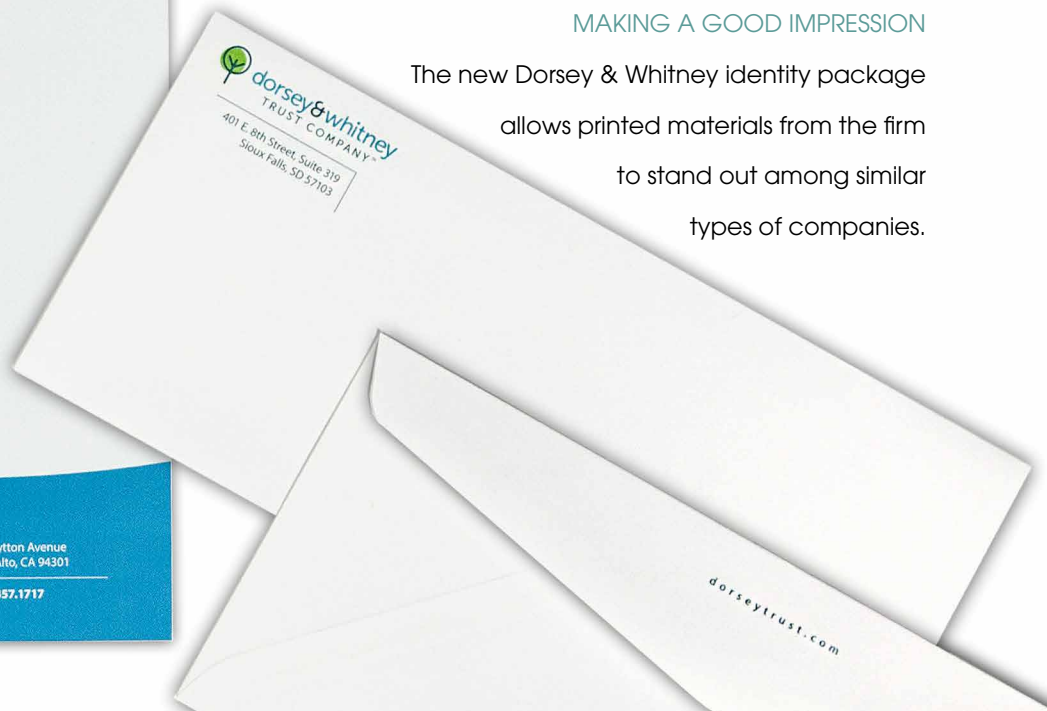 MAKING A GOOD IMPRESSION
The new Dorsey & Whitney identity package
allows printed materials from the firm
to stand out among similar
types of companies.
dorsey&whitney
TRUST COMPANY
401 E. 8th Street, Suite 319
Sioux Falls, SD 57103
Avenue
CA 94301
57.1717
dorseytrust.com